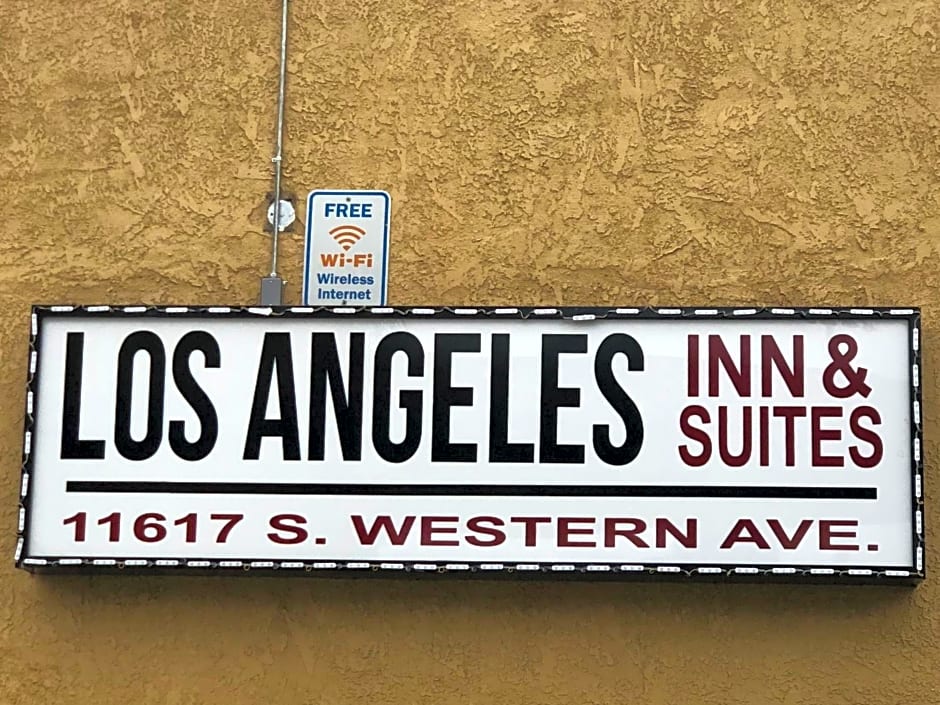 FREE
Wi-Fi
Wireless
Internet
LOS ANGELES INN &
SUITES
11617 S. WESTERN AVE.